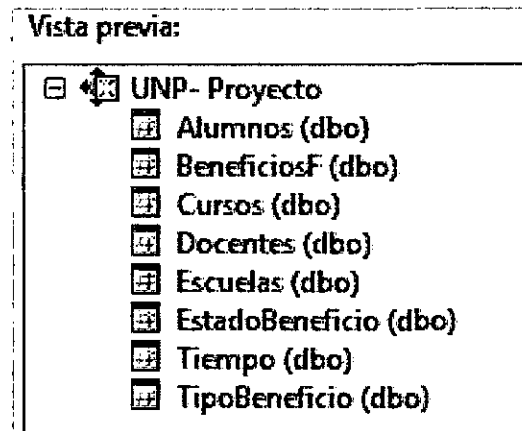 Vista previa:
UNP- Proyecto
Alumnos (dbo)
BeneficiosF (dbo)
Cursos (dbo)
Docentes (dbo)
Escuelas (dbo)
EstadoBeneficio (dbo)
Tiempo (dbo)
TipoBeneficio (dbo)